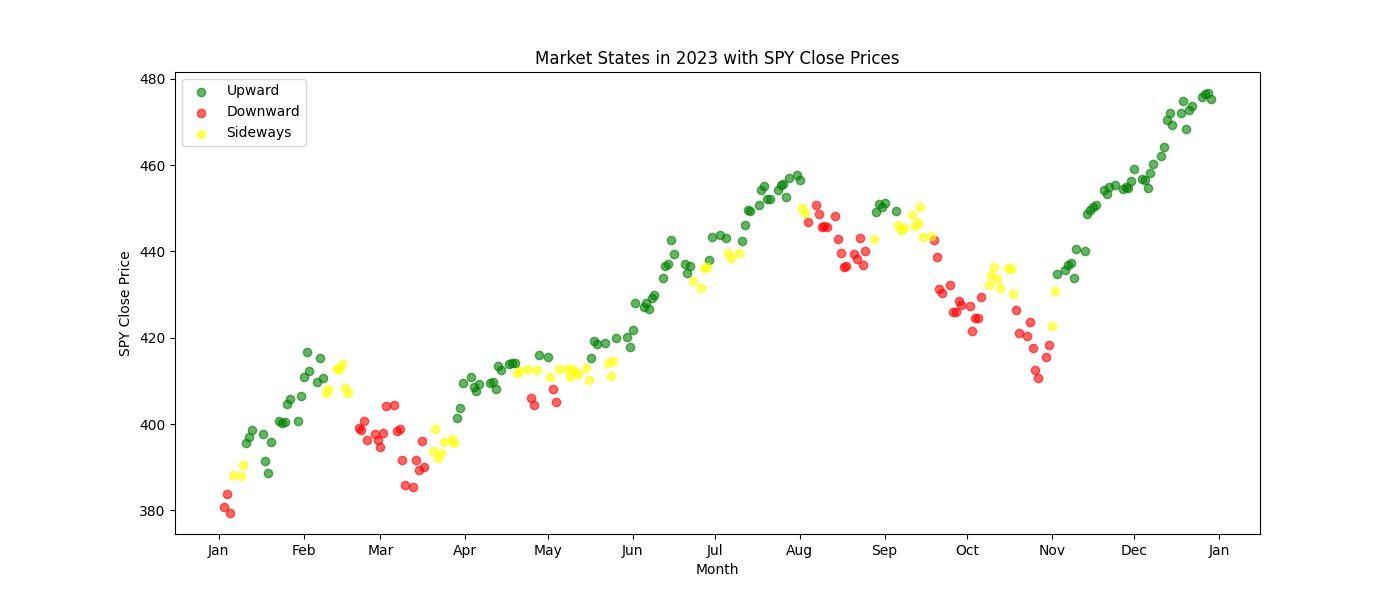 Market States in 2023 with SPY Close Prices
480
460
440
420
400
380
SPY Close Price
Upward
Downward
Sideways
Jan
Feb
Mar
Apr
May
Jun
Jul
Aug
Sep
Oct
Nov
Dec
Jan
Month